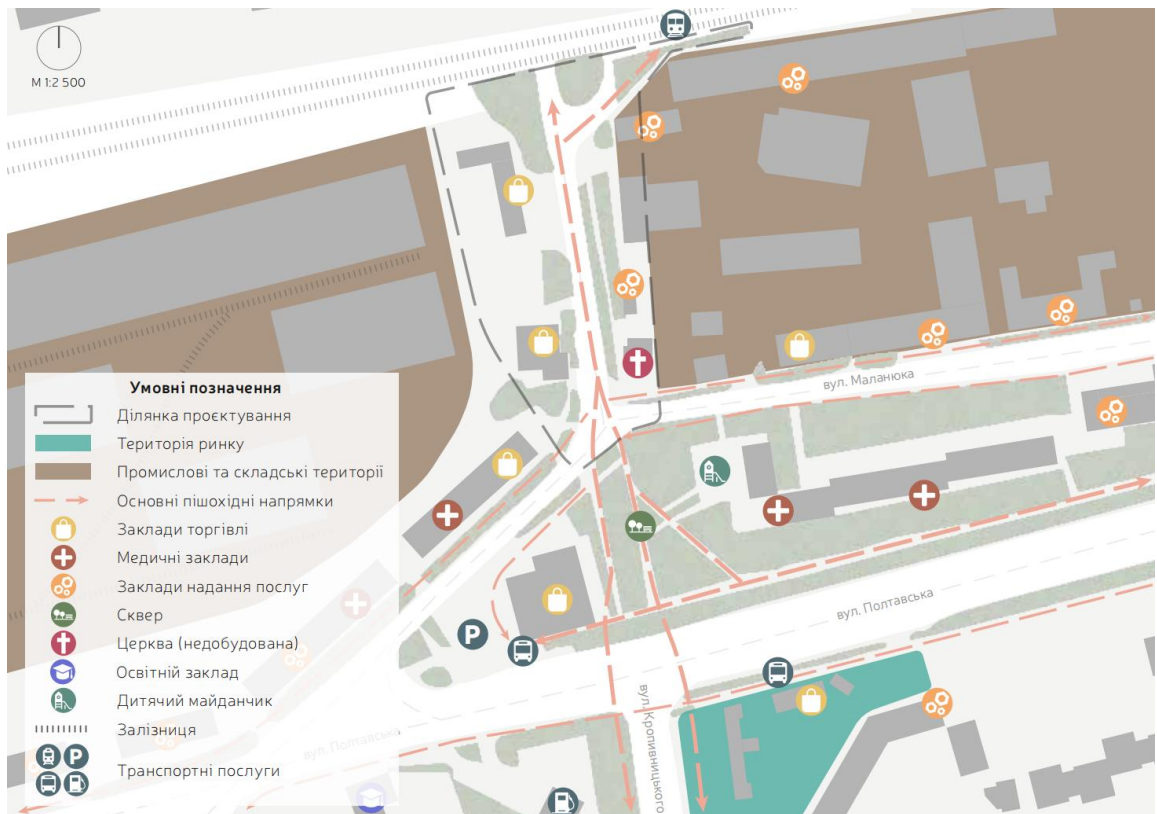 М 1:2 500
вул. Маланюка
Умовні позначення
Ділянка проєктування
Територія ринку
Промислові та складські території
Основні пішохідні напрямки
Заклади торгівлі
Медичні заклади
Заклади надання послуг
Сквер
Церква (недобудована)
Освітній заклад
Дитячий майданчик
Залізниця
P
Транспортні послуги
P
вул. Полтавська
вул. Полтавська
вул. Кропивницького